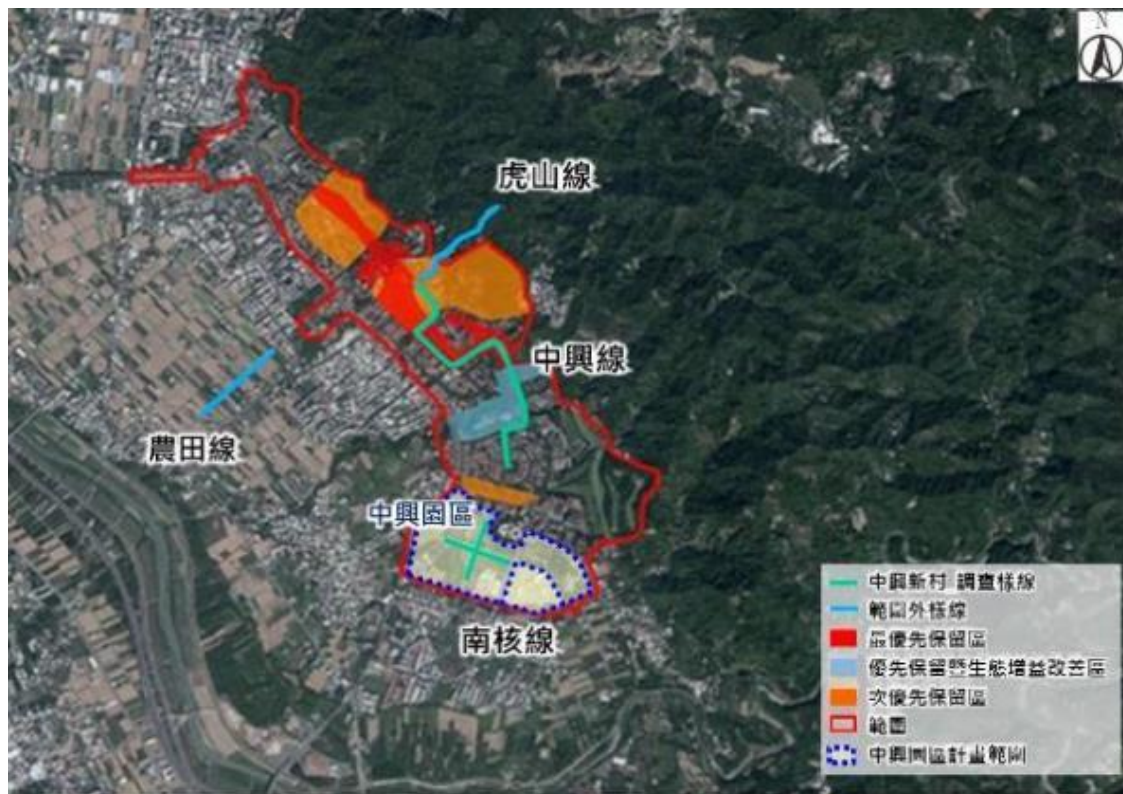 N
虎山線
中興線
農田線
中興園區
南核線
中興新村 調查樣線
範圍外樣線
最優先保留區
優先保留暨生態增益改善區
次優先保留區
範圍
中興園區計畫範圍